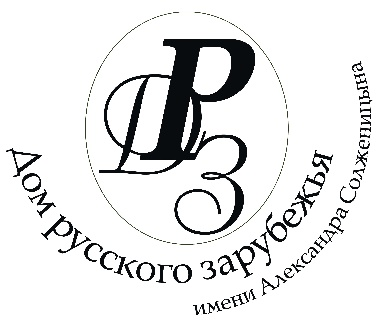 ДРЗ
Дом русского зарубежья
имени Александра Солженицына